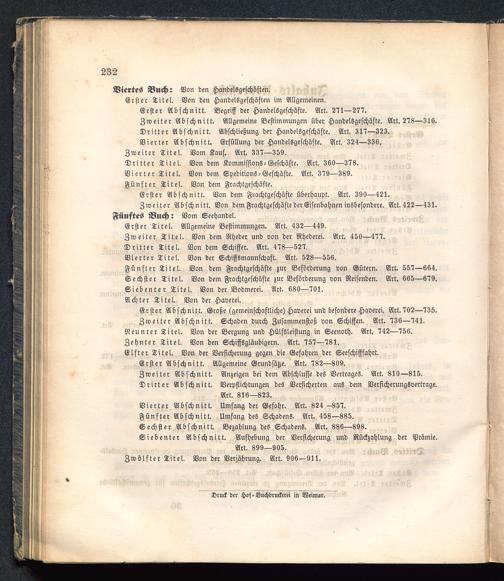 232
Viertes Buch: Von den Handelsgeschäften.
Erster Titel. Von den Handelsgeschäften im Allgemeinen.
Erster Abschnitt. Begriff der Handelsgeschäfte. Art. 271—277.
Zweiter Abschnitt. Allgemeine Bestimmungen über Handelsgeschäfte. Art. 278—316.
Dritter Abschnitt. Abschließung der Handelsgeschäfte. Art. 317—323.
Vierter Abschnitt. Erfüllung der Handelsgeschäfte. Art. 324—336.
Zweiter Titel. Vom Kauf. Art. 337—359.
Dritter Titel. Von dem Kommissions-Geschäfte. Art. 360—378.
Vierter Titel. Von dem Speditions-Geschäfte. Art. 379—389.
Fünfter Titel. Von dem Frachtgeschäfte.
Erster Abschnitt. Von dem Frachtgeschäfte überhaupt. Art. 390—421.
Zweiter Abschnitt. Von dem Frachtgeschäfte der Eisenbahnen insbesondere. Art. 422—431.
Fünftes Buch: Vom Seehandel.
Erster Titel. Allgemeine Bestimmungen. Art. 432—449.
Zweiter Titel. Von dem Rheder und von der Rhederei. Art. 450—477.
Dritter Titel. Von dem Schiffer. Art. 478—527.
Vierter Titel. Von der Schiffsmannschaft. Art. 528—556.
Fünfter Titel. Von dem Frachtgeschäfte zur Beförderung von Gütern. Art. 557—664.
Sechster Titel. Von dem Frachtgeschäfte zur Beförderung von Reisenden. Art. 665—679.
Siebenter Titel. Von der Bodmerei. Art. 680—701.
Achter Titel. Von der Haverei.
Erster Abschnitt. Große (gemeinschaftliche) Haverei und besondere Haverei. Art. 702—735.
Zweiter Abschnitt. Schaden durch Zusammenstoß von Schiffen. Art. 736—741.
Neunter Titel. Von der Bergung und Hülfsleistung in Seenoth. Art. 742—756.
Zehnter Titel. Von den Schiffsgläubigern. Art. 757—781.
Elfter Titel. Von der Versicherung gegen die Gefahren der Seeschifffahrt.
Erster Abschnitt. Allgemeine Grundsätze. Art. 782—809.
Zweiter Abschnitt. Anzeigen bei dem Abschlusse des Vertrages. Art. 810—815.
Dritter Abschnitt. Verpflichtungen des Versicherten aus dem Versicherungsvertrage.
Art. 816—823.
Vierter Abschnitt. Umfang der Gefahr. Art. 824—857.
Fünfter Abschnitt. Umfang des Schadens. Art. 458—885.
Sechster Abschnitt. Bezahlung des Schadens. Art. 886—898.
Siebenter Abschnitt. Aufhebung der Versicherung und Rückzahlung der Prämie.
Art. 899—905.
Zwölfter Titel. Von der Verjährung. Art. 906—911.
Druck der Hof-Buchdruckerei in Weimar.